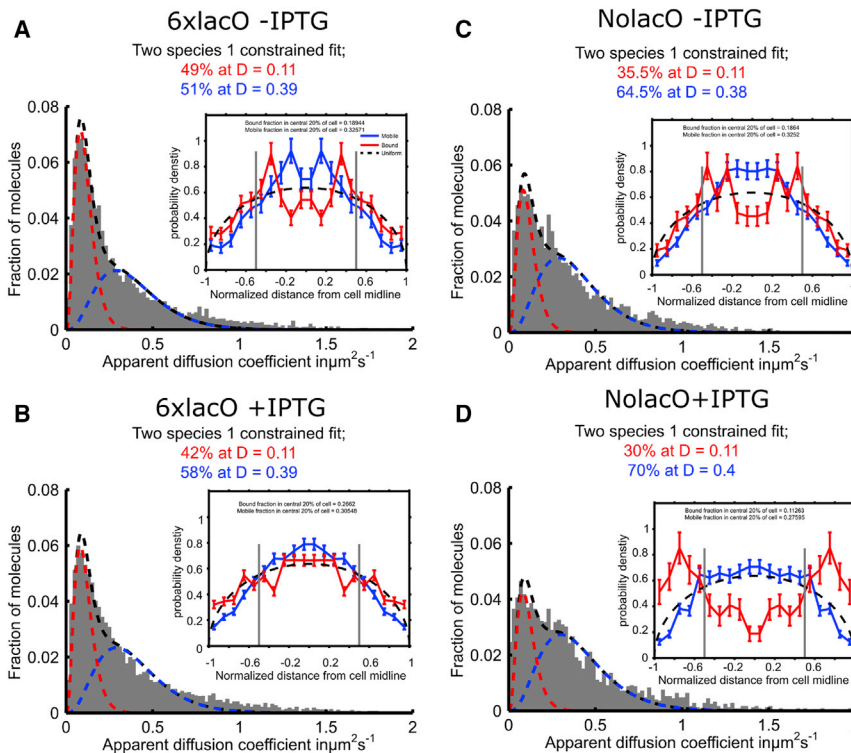 A
6xlacO -IPTG
Two species 1 constrained fit;
49% at D = 0.11
51% at D = 0.39
0.08
0.06
0.04
0.02
0
Fraction of molecules
0 0.5 1 1.5 2
Apparent diffusion coefficient inµm²s⁻¹
Bound fraction in central 20% of cell = 0.18944
Mobile fraction in central 20% of cell = 0.32571
Mobile
Bound
Uniform
1
0.8
0.6
0.4
0.2
0
probability denstiy
-1 -0.6 -0.2 0.2 0.6 1
Normalized distance from cell midline
C
NolacO -IPTG
Two species 1 constrained fit;
35.5% at D = 0.11
64.5% at D = 0.38
0.08
0.06
0.04
0.02
0
Fraction of molecules
0 0.5 1 1.5
Apparent diffusion coefficient inµm²s⁻¹
Bound fraction in central 20% of cell = 0.1864
Mobile fraction in central 20% of cell = 0.3252
1
0.8
0.6
0.4
0.2
0
probability denstiy
-1 -0.6 -0.2 0.2 0.6 1
Normalized distance from cell midline
B
6xlacO +IPTG
Two species 1 constrained fit;
42% at D = 0.11
58% at D = 0.39
0.08
0.06
0.04
0.02
0
Fraction of molecules
0 0.5 1 1.5 2
Apparent diffusion coefficient inµm²s⁻¹
Bound fraction in central 20% of cell = 0.2662
Mobile fraction in central 20% of cell = 0.30548
1
0.8
0.6
0.4
0.2
0
probability denstiy
-1 -0.6 -0.2 0.2 0.6 1
Normalized distance from cell midline
D
NolacO+IPTG
Two species 1 constrained fit;
30% at D = 0.11
70% at D = 0.4
0.08
0.06
0.04
0.02
0
Fraction of molecules
0 0.5 1 1.5
Apparent diffusion coefficient inµm²s⁻¹
Bound fraction in central 20% of cell = 0.11263
Mobile fraction in central 20% of cell = 0.27595
1
0.8
0.6
0.4
0.2
0
probability denstiy
-1 -0.6 -0.2 0.2 0.6
Normalized distance from cell midline